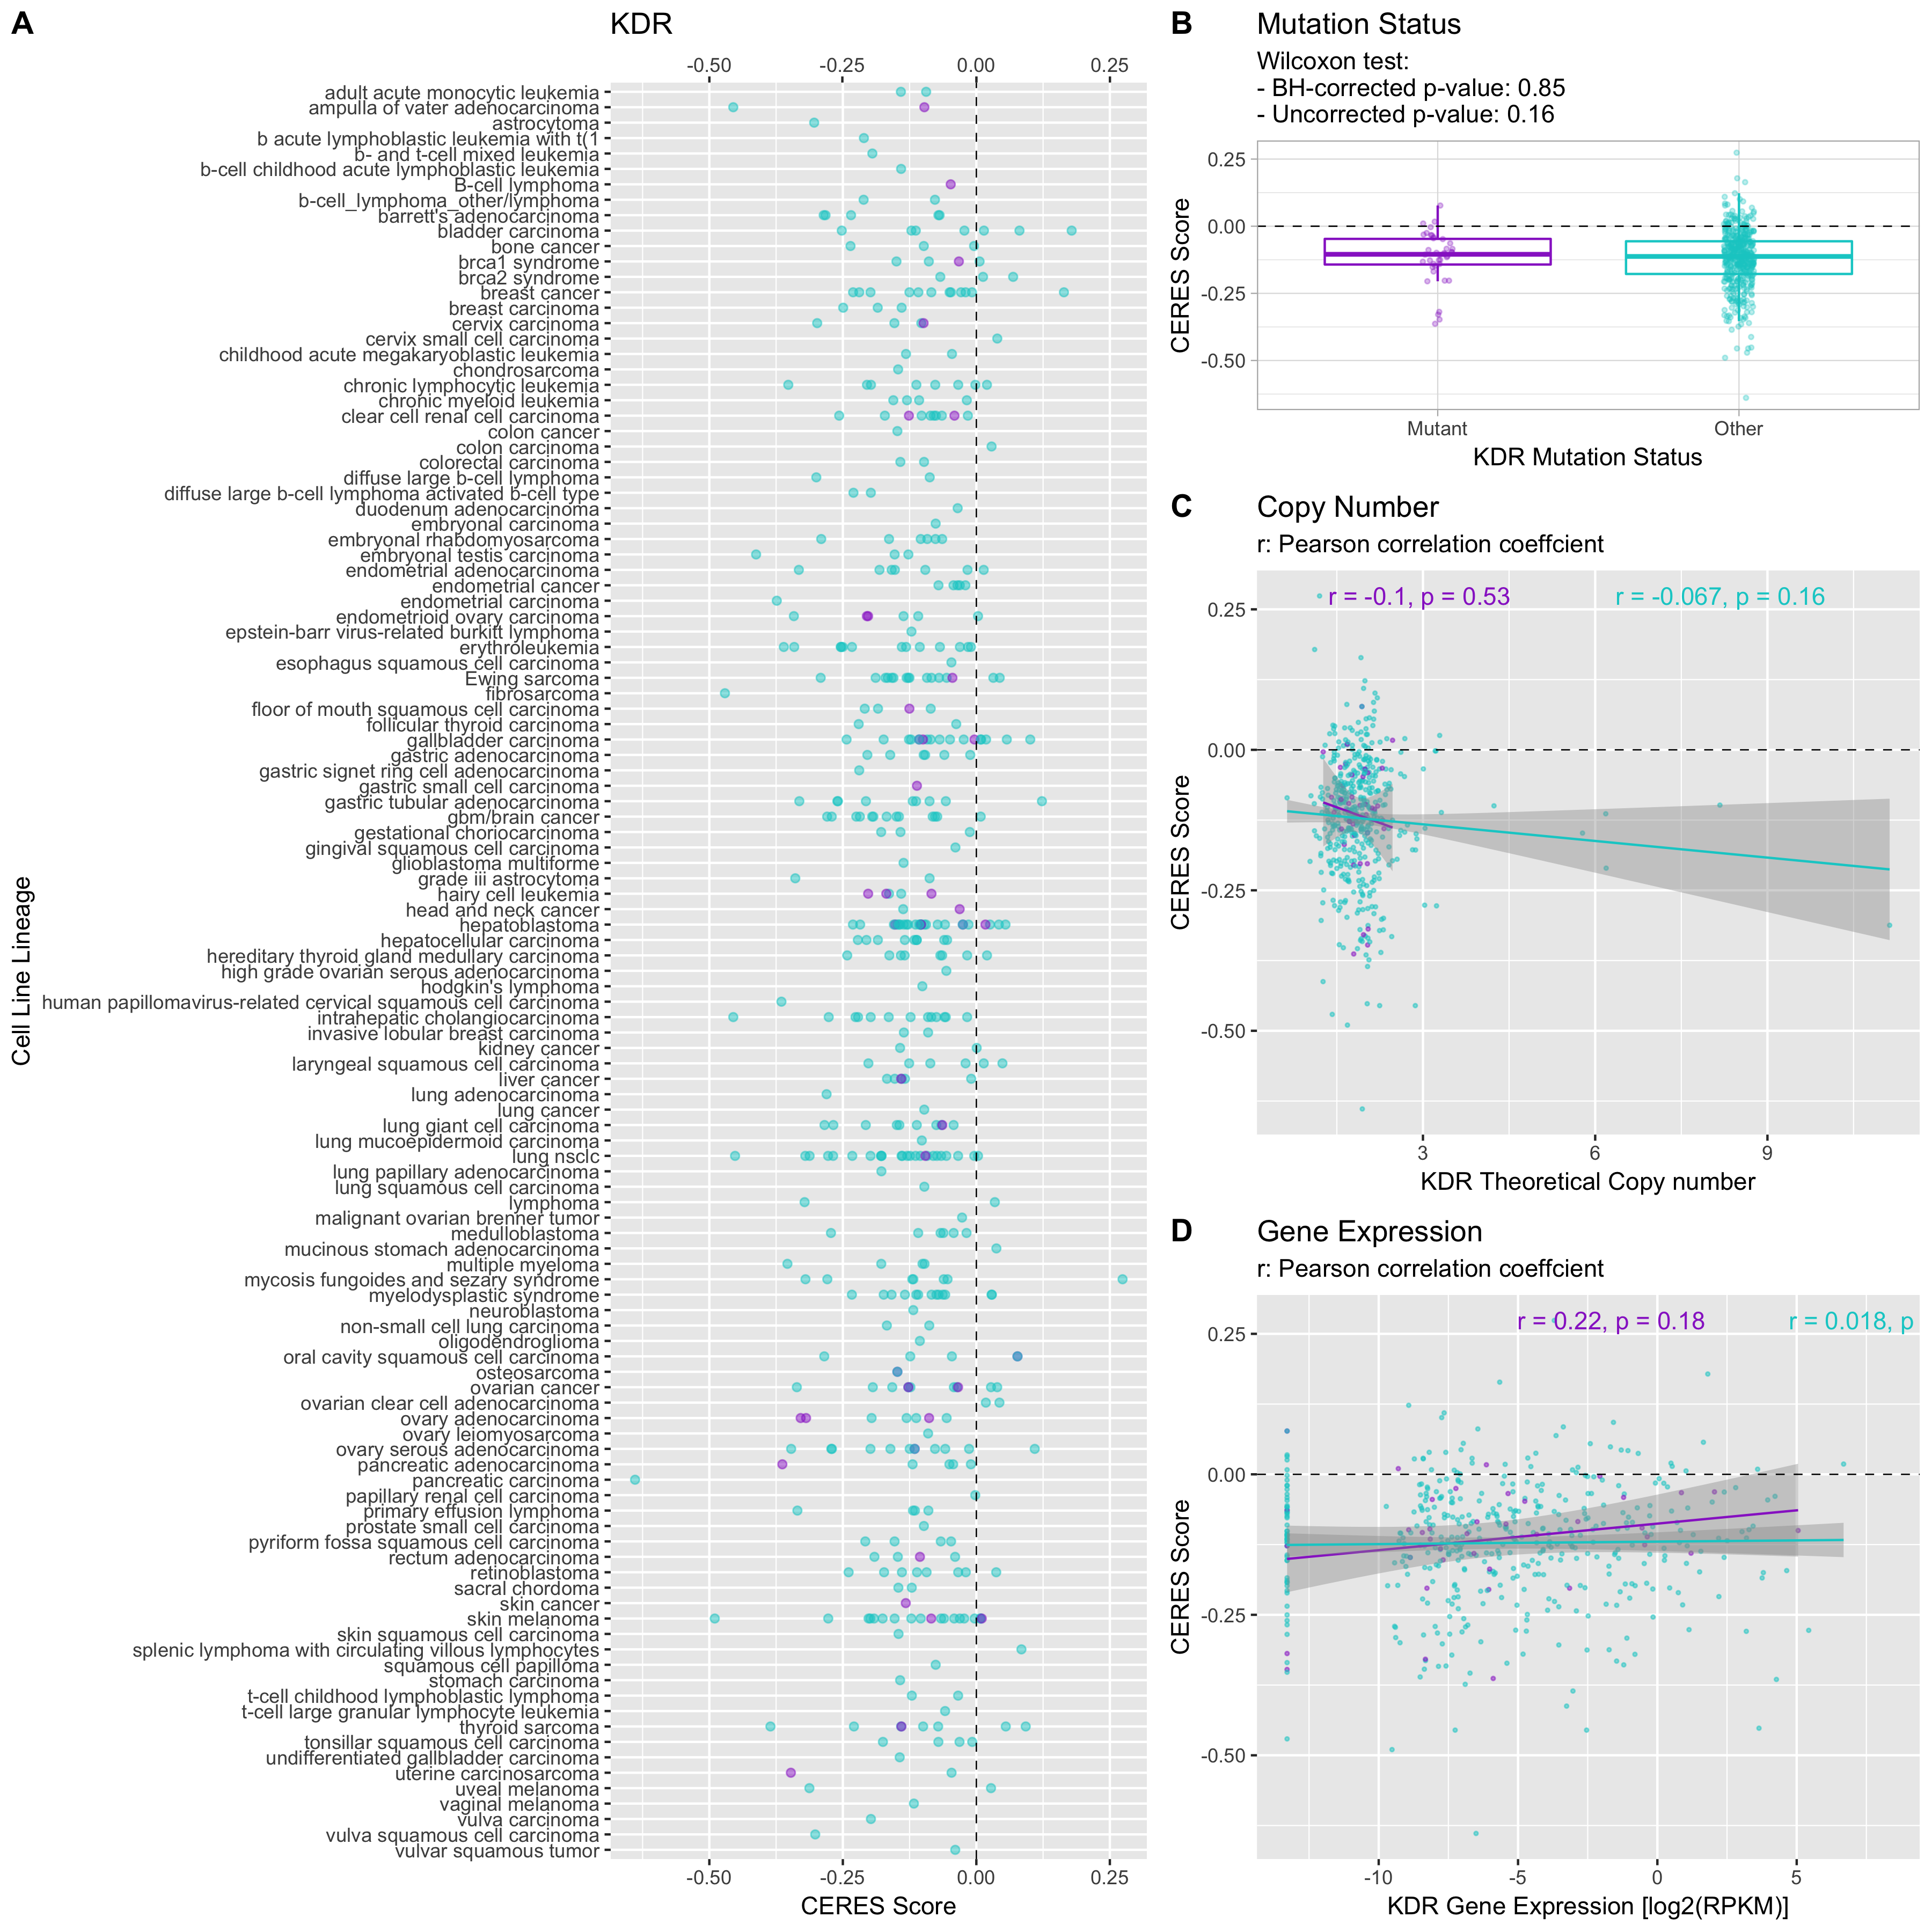 A
KDR
-0.50 -0.25 0.00 0.25
Cell Line Lineage
adult acute monocytic leukemia
ampulla of vater adenocarcinoma
astrocytoma
b acute lymphoblastic leukemia with t(1
b- and t-cell mixed leukemia
b-cell childhood acute lymphoblastic leukemia
B-cell lymphoma
b-cell_lymphoma_other/lymphoma
barrett's adenocarcinoma
bladder carcinoma
bone cancer
brca1 syndrome
brca2 syndrome
breast cancer
breast carcinoma
cervix carcinoma
cervix small cell carcinoma
childhood acute megakaryoblastic leukemia
chondrosarcoma
chronic lymphocytic leukemia
chronic myeloid leukemia
clear cell renal cell carcinoma
colon cancer
colon carcinoma
colorectal carcinoma
diffuse large b-cell lymphoma
diffuse large b-cell lymphoma activated b-cell type
duodenum adenocarcinoma
embryonal carcinoma
embryonal rhabdomyosarcoma
embryonal testis carcinoma
endometrial adenocarcinoma
endometrial cancer
endometrial carcinoma
endometrioid ovary carcinoma
epstein-barr virus-related burkitt lymphoma
erythroleukemia
esophagus squamous cell carcinoma
Ewing sarcoma
fibrosarcoma
floor of mouth squamous cell carcinoma
follicular thyroid carcinoma
gallbladder carcinoma
gastric adenocarcinoma
gastric signet ring cell adenocarcinoma
gastric small cell carcinoma
gastric tubular adenocarcinoma
gbm/brain cancer
gestational choriocarcinoma
gingival squamous cell carcinoma
glioblastoma multiforme
grade iii astrocytoma
hairy cell leukemia
head and neck cancer
hepatoblastoma
hepatocellular carcinoma
hereditary thyroid gland medullary carcinoma
high grade ovarian serous adenocarcinoma
hodgkin's lymphoma
human papillomavirus-related cervical squamous cell carcinoma
intrahepatic cholangiocarcinoma
invasive lobular breast carcinoma
kidney cancer
laryngeal squamous cell carcinoma
liver cancer
lung adenocarcinoma
lung cancer
lung giant cell carcinoma
lung mucoepidermoid carcinoma
lung nsclc
lung papillary adenocarcinoma
lung squamous cell carcinoma
lymphoma
malignant ovarian brenner tumor
medulloblastoma
mucinous stomach adenocarcinoma
multiple myeloma
mycosis fungoides and sezary syndrome
myelodysplastic syndrome
neuroblastoma
non-small cell lung carcinoma
oligodendroglioma
oral cavity squamous cell carcinoma
osteosarcoma
ovarian cancer
ovarian clear cell adenocarcinoma
ovary adenocarcinoma
ovary leiomyosarcoma
ovary serous adenocarcinoma
pancreatic adenocarcinoma
pancreatic carcinoma
papillary renal cell carcinoma
primary effusion lymphoma
prostate small cell carcinoma
pyriform fossa squamous cell carcinoma
rectum adenocarcinoma
retinoblastoma
sacral chordoma
skin cancer
skin melanoma
skin squamous cell carcinoma
splenic lymphoma with circulating villous lymphocytes
squamous cell papilloma
stomach carcinoma
t-cell childhood lymphoblastic lymphoma
t-cell large granular lymphocyte leukemia
thyroid sarcoma
tonsillar squamous cell carcinoma
undifferentiated gallbladder carcinoma
uterine carcinosarcoma
uveal melanoma
vaginal melanoma
vulva carcinoma
vulva squamous cell carcinoma
vulvar squamous tumor
-0.50 -0.25 0.00 0.25
CERES Score
B
Mutation Status
Wilcoxon test:
- BH-corrected p-value: 0.85
- Uncorrected p-value: 0.16
CERES Score
0.25
0.00
-0.25
-0.50
Mutant Other
KDR Mutation Status
C
Copy Number
r: Pearson correlation coeffcient
r = -0.1, p = 0.53 r = -0.067, p = 0.16
CERES Score
0.25
0.00
-0.25
-0.50
3 6 9
KDR Theoretical Copy number
D
Gene Expression
r: Pearson correlation coeffcient
r = 0.22, p = 0.18 r = 0.018, p
CERES Score
0.25
0.00
-0.25
-0.50
-10 -5 0 5
KDR Gene Expression [log2(RPKM)]